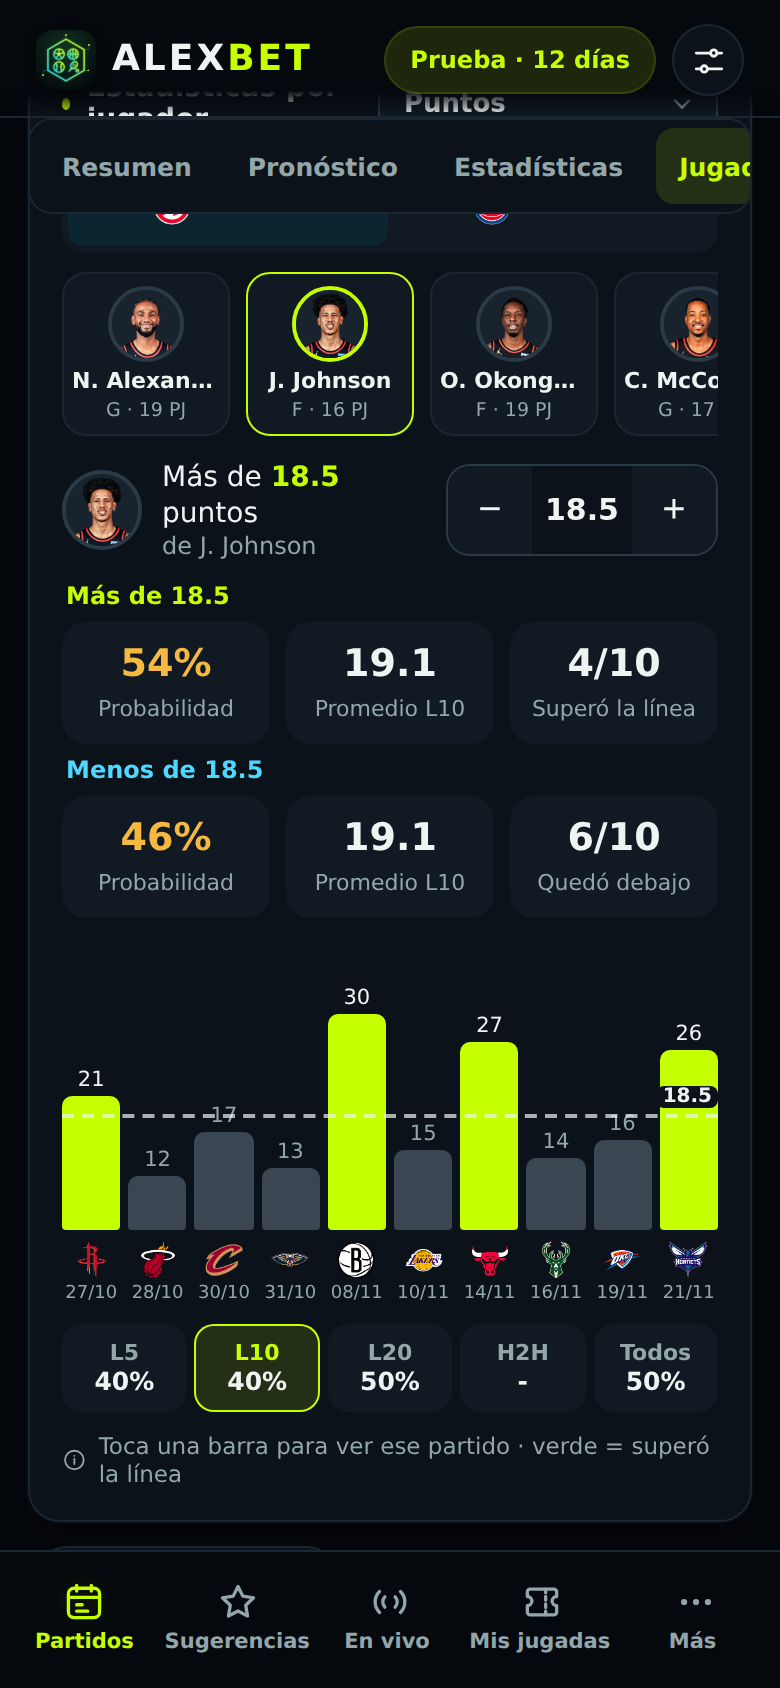 ALEXBET
Prueba · 12 días
Estadísticas por
jugador
Puntos
Resumen
Pronóstico
Estadísticas
Jugad
N. Alexan...
G · 19 PJ
J. Johnson
F · 16 PJ
O. Okong...
F · 19 PJ
C. McCo
G · 17
Más de 18.5
puntos
de J. Johnson
− 18.5 +
Más de 18.5
54%
Probabilidad
19.1
Promedio L10
4/10
Superó la línea
Menos de 18.5
46%
Probabilidad
19.1
Promedio L10
6/10
Quedó debajo
21 12 17 13 30 15 27 14 16 26
18.5
27/10 28/10 30/10 31/10 08/11 10/11 14/11 16/11 19/11 21/11
L5
40%
L10
40%
L20
50%
H2H
-
Todos
50%
Toca una barra para ver ese partido · verde = superó
la línea
Partidos
Sugerencias
En vivo
Mis jugadas
Más